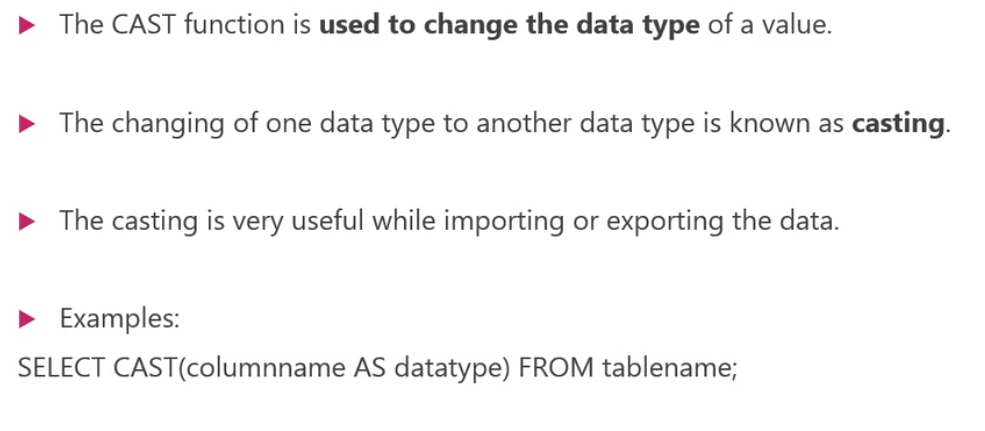 The CAST function is used to change the data type of a value.
The changing of one data type to another data type is known as casting.
The casting is very useful while importing or exporting the data.
Examples:
SELECT CAST(columnname AS datatype) FROM tablename;